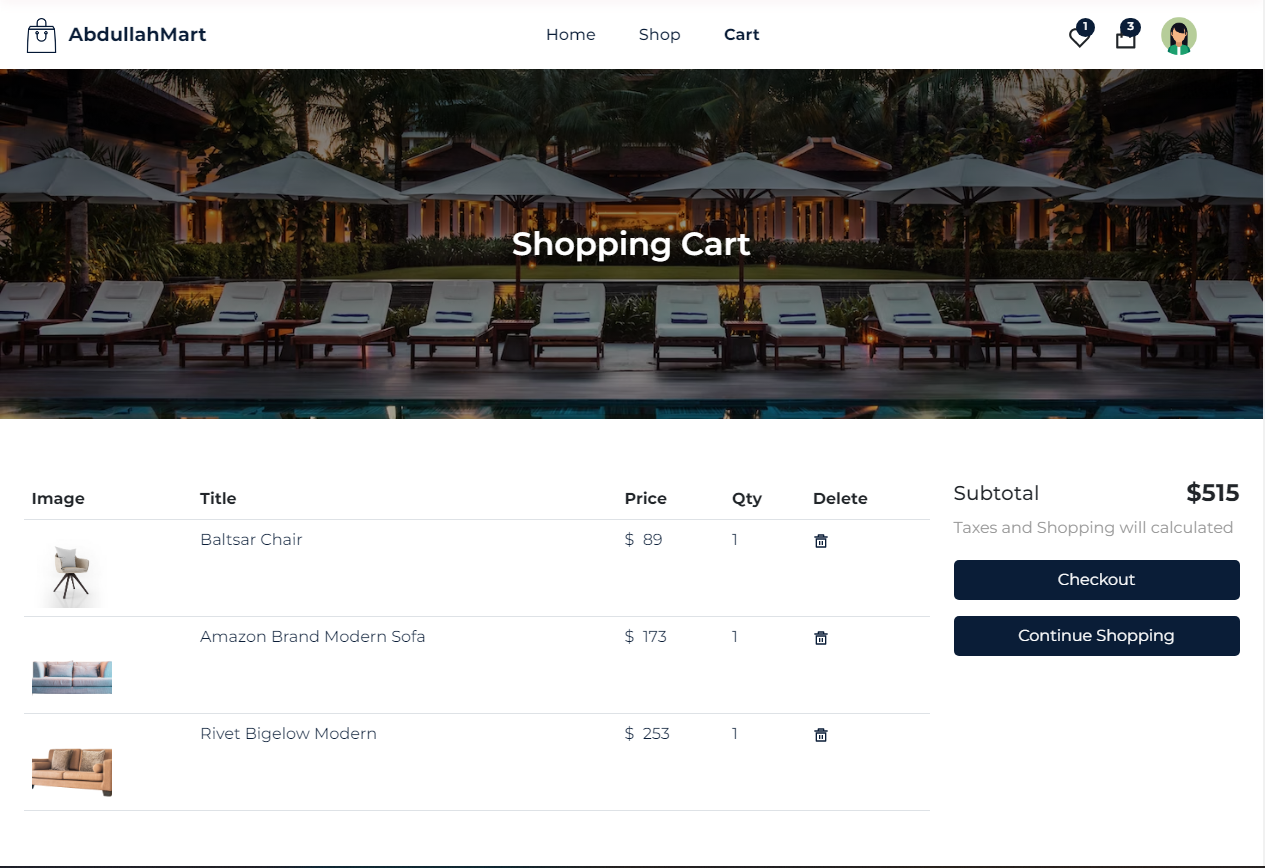 AbdullahMart
Home Shop Cart
1 3
Shopping Cart
Image Title Price Qty Delete
Baltsar Chair $ 89 1
Amazon Brand Modern Sofa $ 173 1
Rivet Bigelow Modern $ 253 1
Subtotal $515
Taxes and Shopping will calculated
Checkout
Continue Shopping